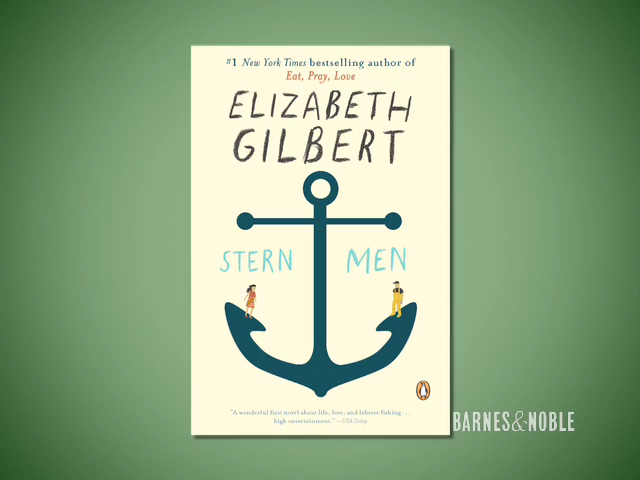 #1 New York Times bestselling author of
Eat, Pray, Love
ELIZABETH
GILBERT
STERN MEN
"A wonderful first novel about life, love, and lobster fishing . . .
high entertainment." —USA Today
BARNES&NOBLE